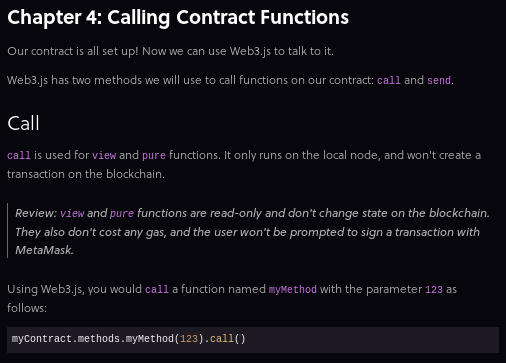 Chapter 4: Calling Contract Functions
Our contract is all set up! Now we can use Web3.js to talk to it.
Web3.js has two methods we will use to call functions on our contract: call and send.
Call
call is used for view and pure functions. It only runs on the local node, and won't create a
transaction on the blockchain.
Review: view and pure functions are read-only and don't change state on the blockchain.
They also don't cost any gas, and the user won't be prompted to sign a transaction with
MetaMask.
Using Web3.js, you would call a function named myMethod with the parameter 123 as
follows:
myContract.methods.myMethod(123).call()